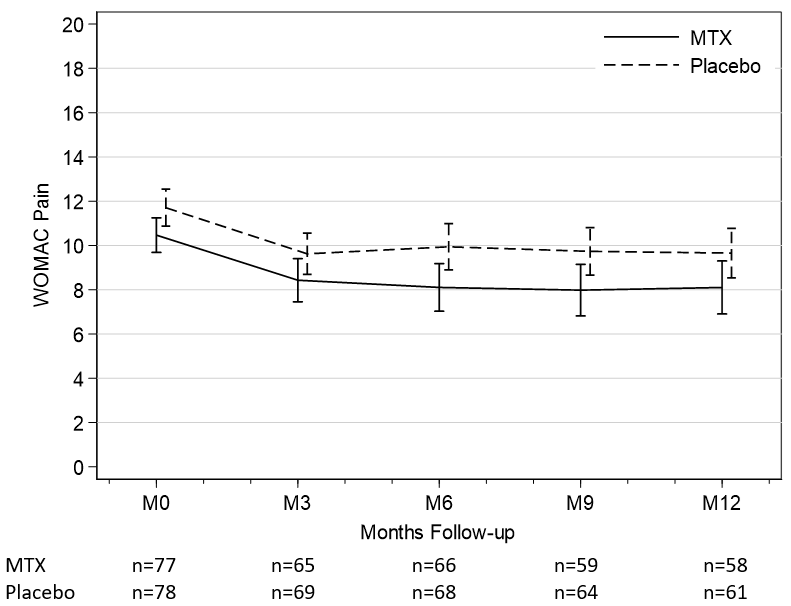 20
18
16
14
12
10
8
6
4
2
0
WOMAC Pain
MTX
Placebo
M0 M3 M6 M9 M12
Months Follow-up
MTX n=77 n=65 n=66 n=59 n=58
Placebo n=78 n=69 n=68 n=64 n=61